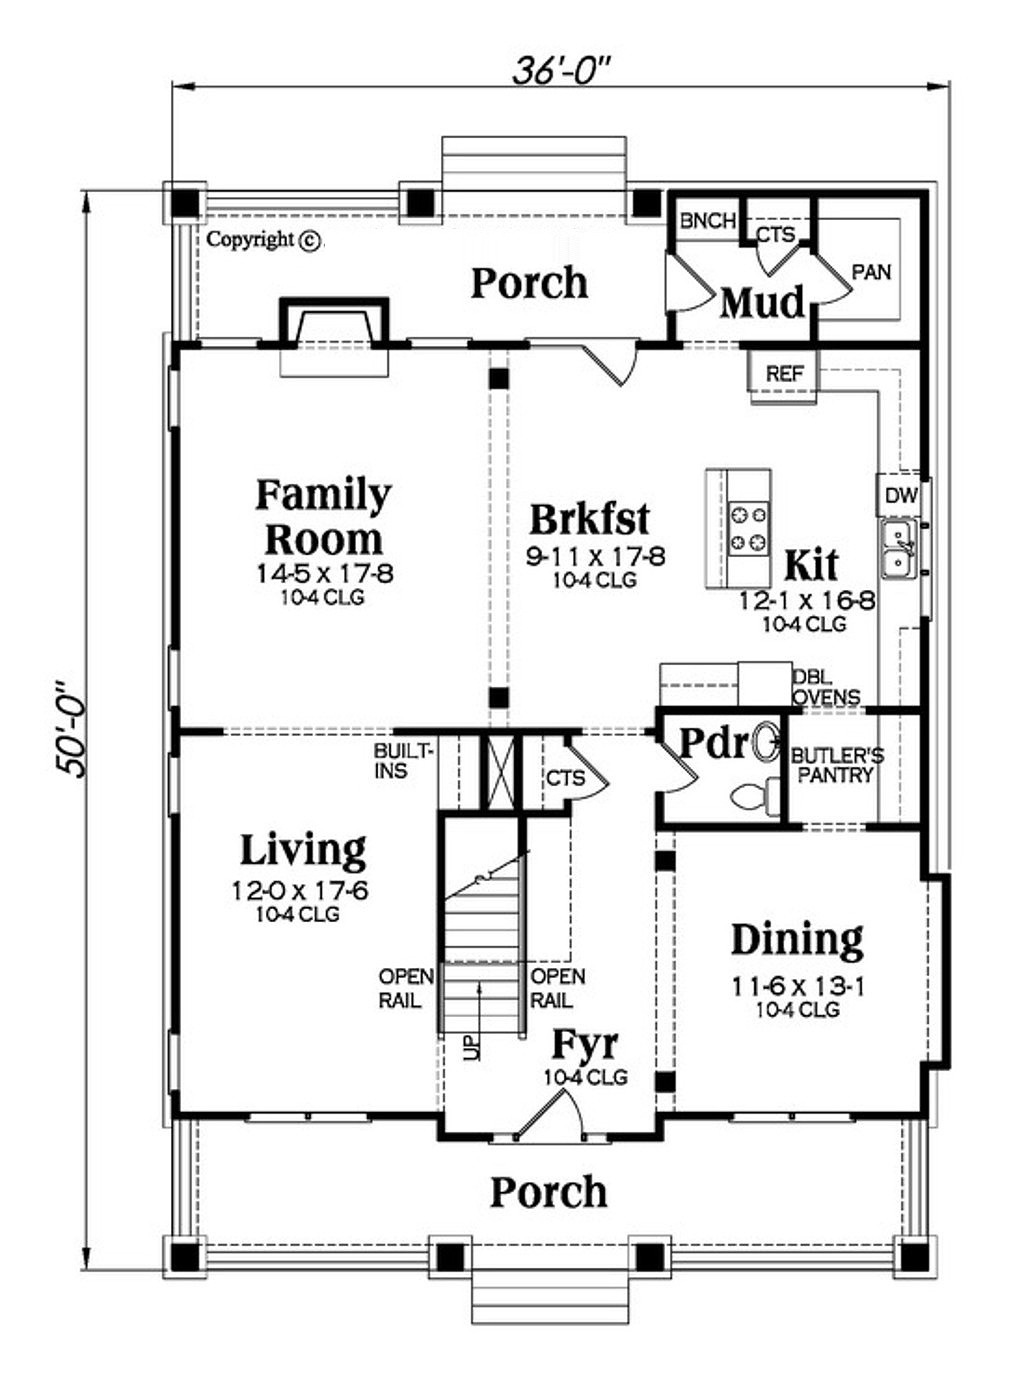 36'-0"
Copyright ©
BNCH
CTS
PAN
Porch
Mud
REF
Family
Room
14-5 x 17-8
10-4 CLG
Brkfst
9-11 x 17-8
10-4 CLG
DW
Kit
12-1 x 16-8
10-4 CLG
DBL
OVENS
50'-0"
BUILT-
INS
CTS
Pdr
BUTLER'S
PANTRY
Living
12-0 x 17-6
10-4 CLG
Dining
11-6 x 13-1
10-4 CLG
OPEN
RAIL
OPEN
RAIL
UP
Fyr
10-4 CLG
Porch